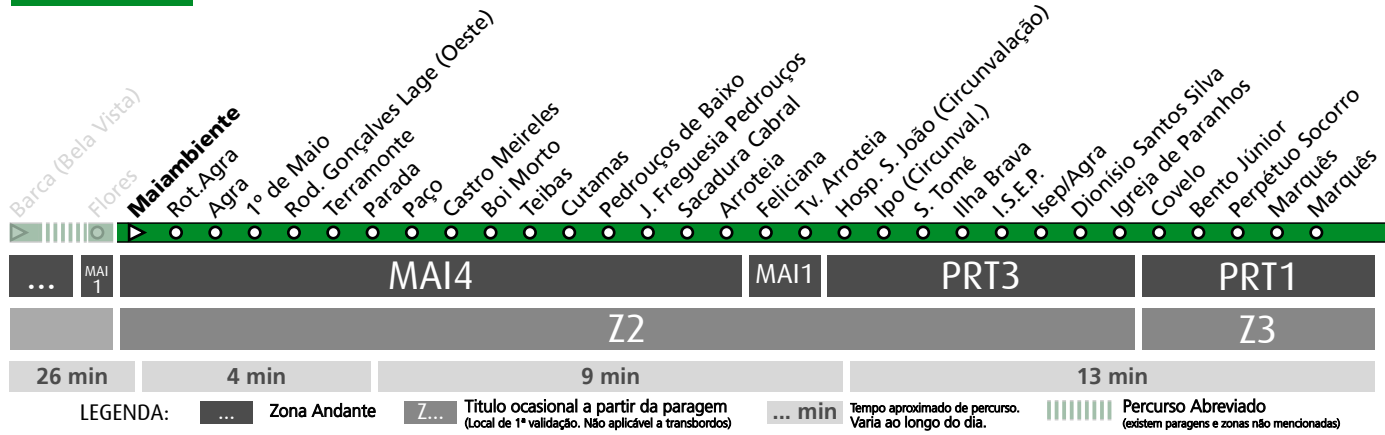 Barca (Bela Vista)
Flores
Maiambiente
Rot.Agra
Agra
1º de Maio
Rod. Gonçalves Lage (Oeste)
Terramonte
Parada
Paço
Castro Meireles
Boi Morto
Teibas
Cutamas
Pedrouços de Baixo
J. Freguesia Pedrouços
Sacadura Cabral
Arroteia
Feliciana
Tv. Arroteia
Hosp. S. João (Circunvalação)
Ipo (Circunval.)
S. Tomé
Ilha Brava
I.S.E.P.
Isep/Agra
Dionisio Santos Silva
Igreja de Paranhos
Covelo
Bento Júnior
Perpétuo Socorro
Marquês
Marquês
... MAI 1 MAI4 MAI1 PRT3 PRT1
Z2 Z3
26 min 4 min 9 min 13 min
LEGENDA: ... Zona Andante Z... Titulo ocasional a partir da paragem ... min Tempo aproximado de percurso. Percurso Abreviado
(Local de 1ª validação. Não aplicável a transbordos) Varia ao longo do dia. (existem paragens e zonas não mencionadas)